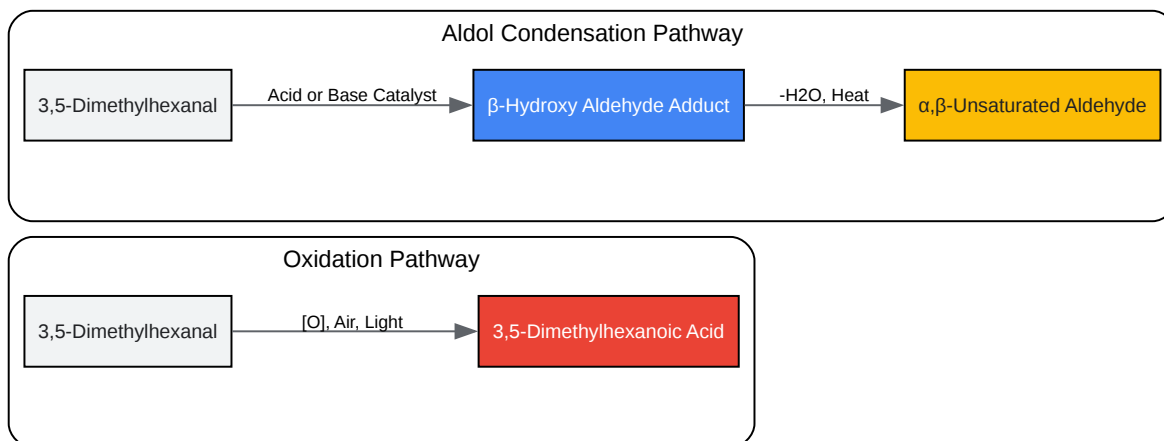 Aldol Condensation Pathway
3,5-Dimethylhexanal
Acid or Base Catalyst
β-Hydroxy Aldehyde Adduct
-H2O, Heat
α,β-Unsaturated Aldehyde
Oxidation Pathway
3,5-Dimethylhexanal
[O], Air, Light
3,5-Dimethylhexanoic Acid